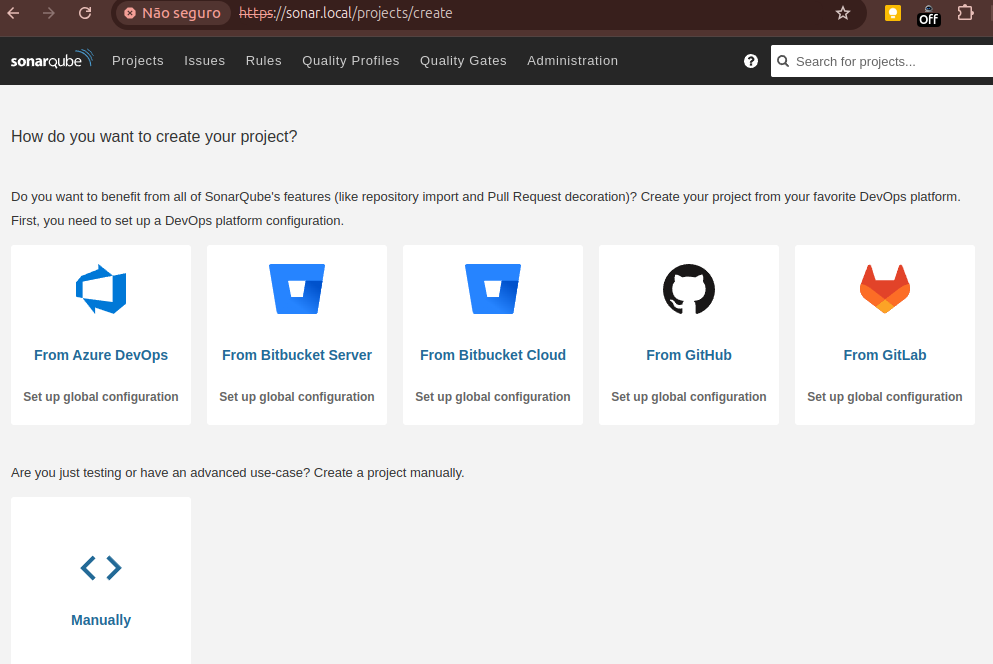 Não seguro https://sonar.local/projects/create Off
sonarqube Projects Issues Rules Quality Profiles Quality Gates Administration ? Search for projects...
How do you want to create your project?
Do you want to benefit from all of SonarQube's features (like repository import and Pull Request decoration)? Create your project from your favorite DevOps platform.
First, you need to set up a DevOps platform configuration.
From Azure DevOps From Bitbucket Server From Bitbucket Cloud From GitHub From GitLab
Set up global configuration Set up global configuration Set up global configuration Set up global configuration Set up global configuration
Are you just testing or have an advanced use-case? Create a project manually.
Manually